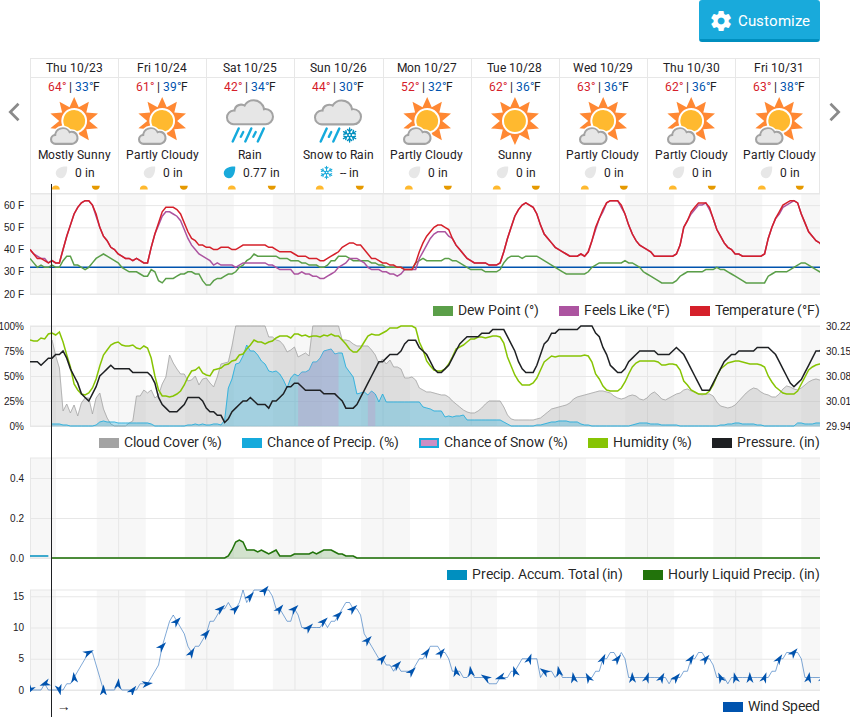 Customize
Thu 10/23 Fri 10/24 Sat 10/25 Sun 10/26 Mon 10/27 Tue 10/28 Wed 10/29 Thu 10/30 Fri 10/31
64° | 33°F 61° | 39°F 42° | 34°F 44° | 30°F 52° | 32°F 62° | 36°F 63° | 36°F 62° | 36°F 63° | 38°F
Mostly Sunny Partly Cloudy Rain Snow to Rain Partly Cloudy Sunny Partly Cloudy Partly Cloudy Partly Cloudy
0 in 0 in 0.77 in -- in 0 in 0 in 0 in 0 in 0 in
60 F
50 F
40 F
30 F
20 F
Dew Point (°) Feels Like (°F) Temperature (°F)
100% 30.22
75% 30.15
50% 30.08
25% 30.01
0% 29.94
Cloud Cover (%) Chance of Precip. (%) Chance of Snow (%) Humidity (%) Pressure. (in)
0.4
0.2
0.0
Precip. Accum. Total (in) Hourly Liquid Precip. (in)
15
10
5
0
→
Wind Speed